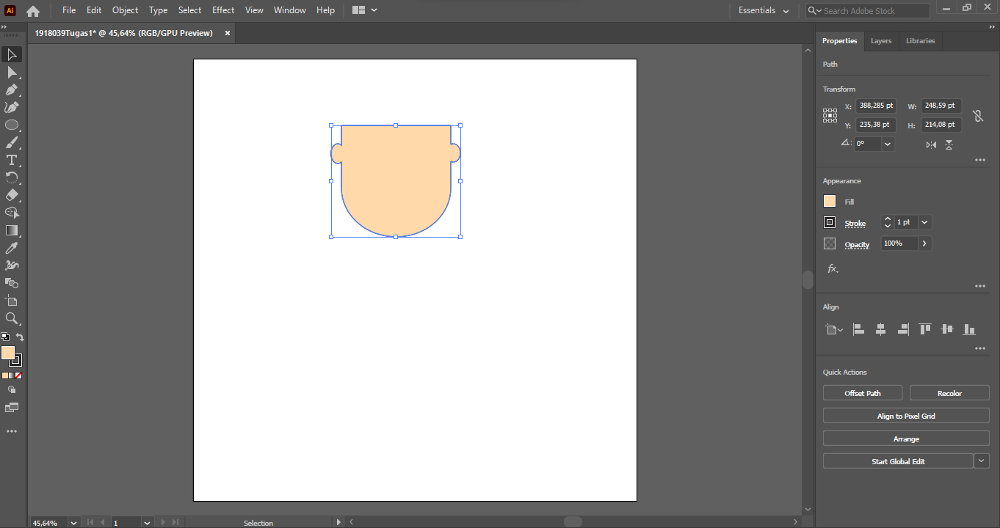 Ai File Edit Object Type Select Effect View Window Help Essentials Search Adobe Stock
1918039Tugas1* @ 45,64% (RGB/GPU Preview) ×
Properties Layers Libraries
Path
Transform
X: 388,285 pt W: 248,59 pt
Y: 235,38 pt H: 214,08 pt
0°
Appearance
Fill
Stroke 1 pt
Opacity 100%
fx.
Align
Quick Actions
Offset Path Recolor
Align to Pixel Grid
Arrange
Start Global Edit
45,64% 1 Selection